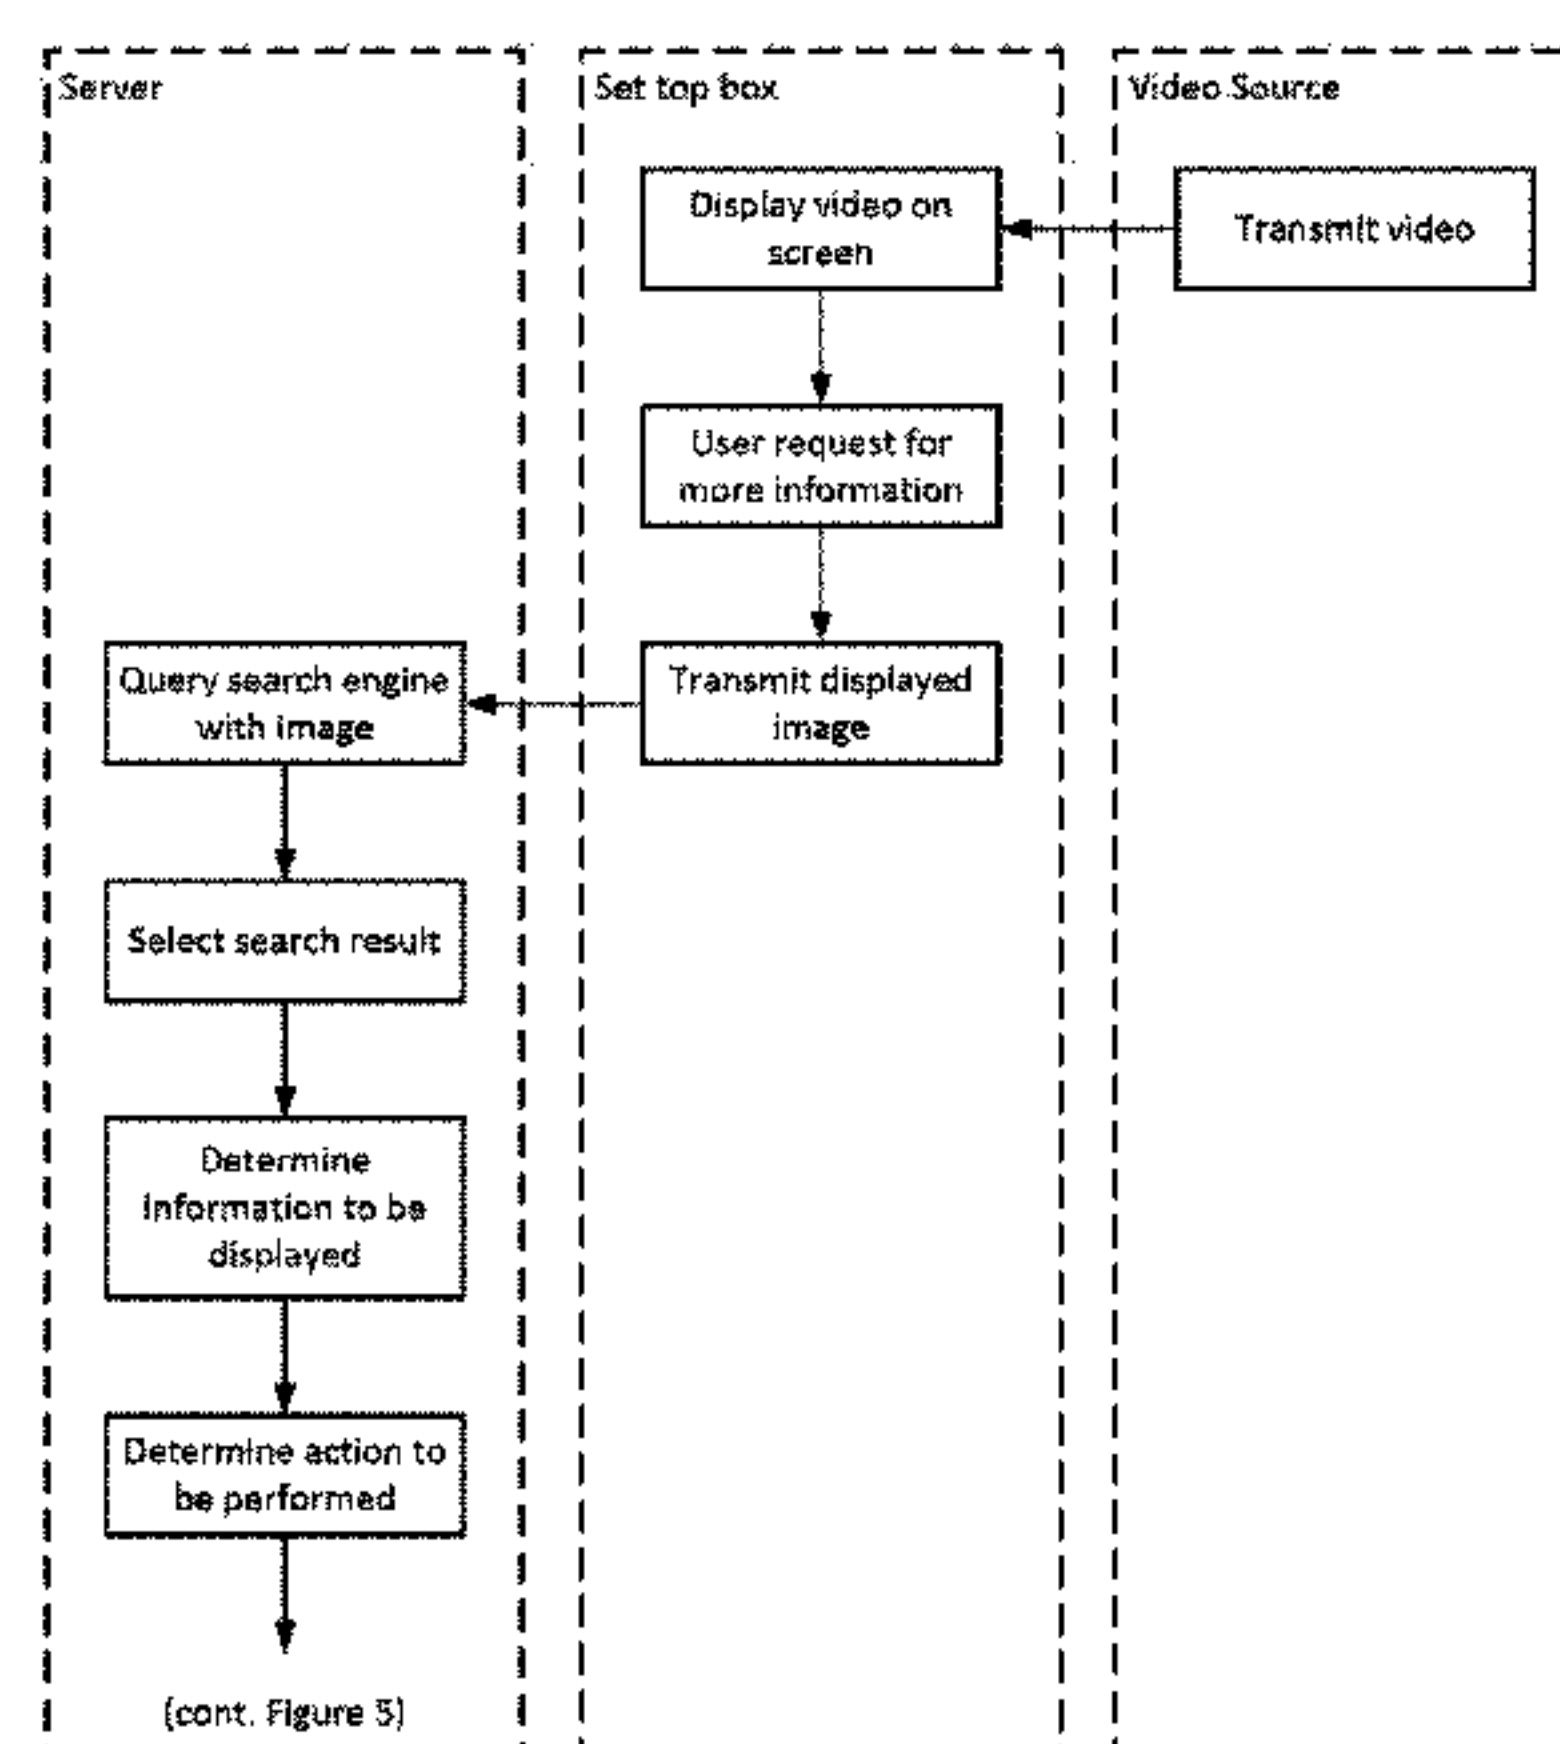 Server
Set top box
Video Source
Display video on
screen
Transmit video
User request for
more information
Query search engine
with image
Transmit displayed
image
Select search result
Determine
information to be
displayed
Determine action to
be performed
(cont. Figure 5)